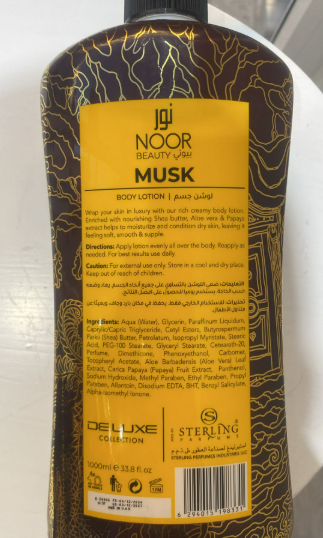 نور
NOOR
BEAUTY بيوتي
MUSK
BODY LOTION | لوشن جسم
Wrap your skin in luxury with our rich creamy body lotion.
Enriched with nourishing Shea butter, Aloe vera & Papaya
extract helps to moisturize and condition dry skin, leaving it
feeling soft, smooth & supple.
Directions: Apply lotion evenly all over the body. Reapply as
needed. For best results use daily.
Caution: For external use only. Store in a cool and dry place.
Keep out of reach of children.
Ingredients: Aqua (Water), Glycerin, Paraffinum Liquidum,
Caprylic/Capric Triglyceride, Cetyl Esters, Butyrospermum
Parkii (Shea) Butter, Petrolatum, Isopropyl Myristate, Stearic
Acid, PEG-100 Stearate, Glyceryl Stearate, Ceteareth-20,
Perfume, Dimethicone, Phenoxyethanol, Carbomer,
Tocopheryl Acetate, Aloe Barbadensis (Aloe Vera) Leaf
Extract, Carica Papaya (Papaya) Fruit Extract, Panthenol,
Sodium Hydroxide, Methyl Paraben, Ethyl Paraben, Propyl
Paraben, Allantoin, Disodium EDTA, BHT, Benzyl Salicylate,
Alpha-isomethyl Ionone.
DELUXE
COLLECTION
S
STERLING
PARFUMS
STERLING PERFUMES INDUSTRIES LLC
1000ml e 33.8 fl.oz
12M